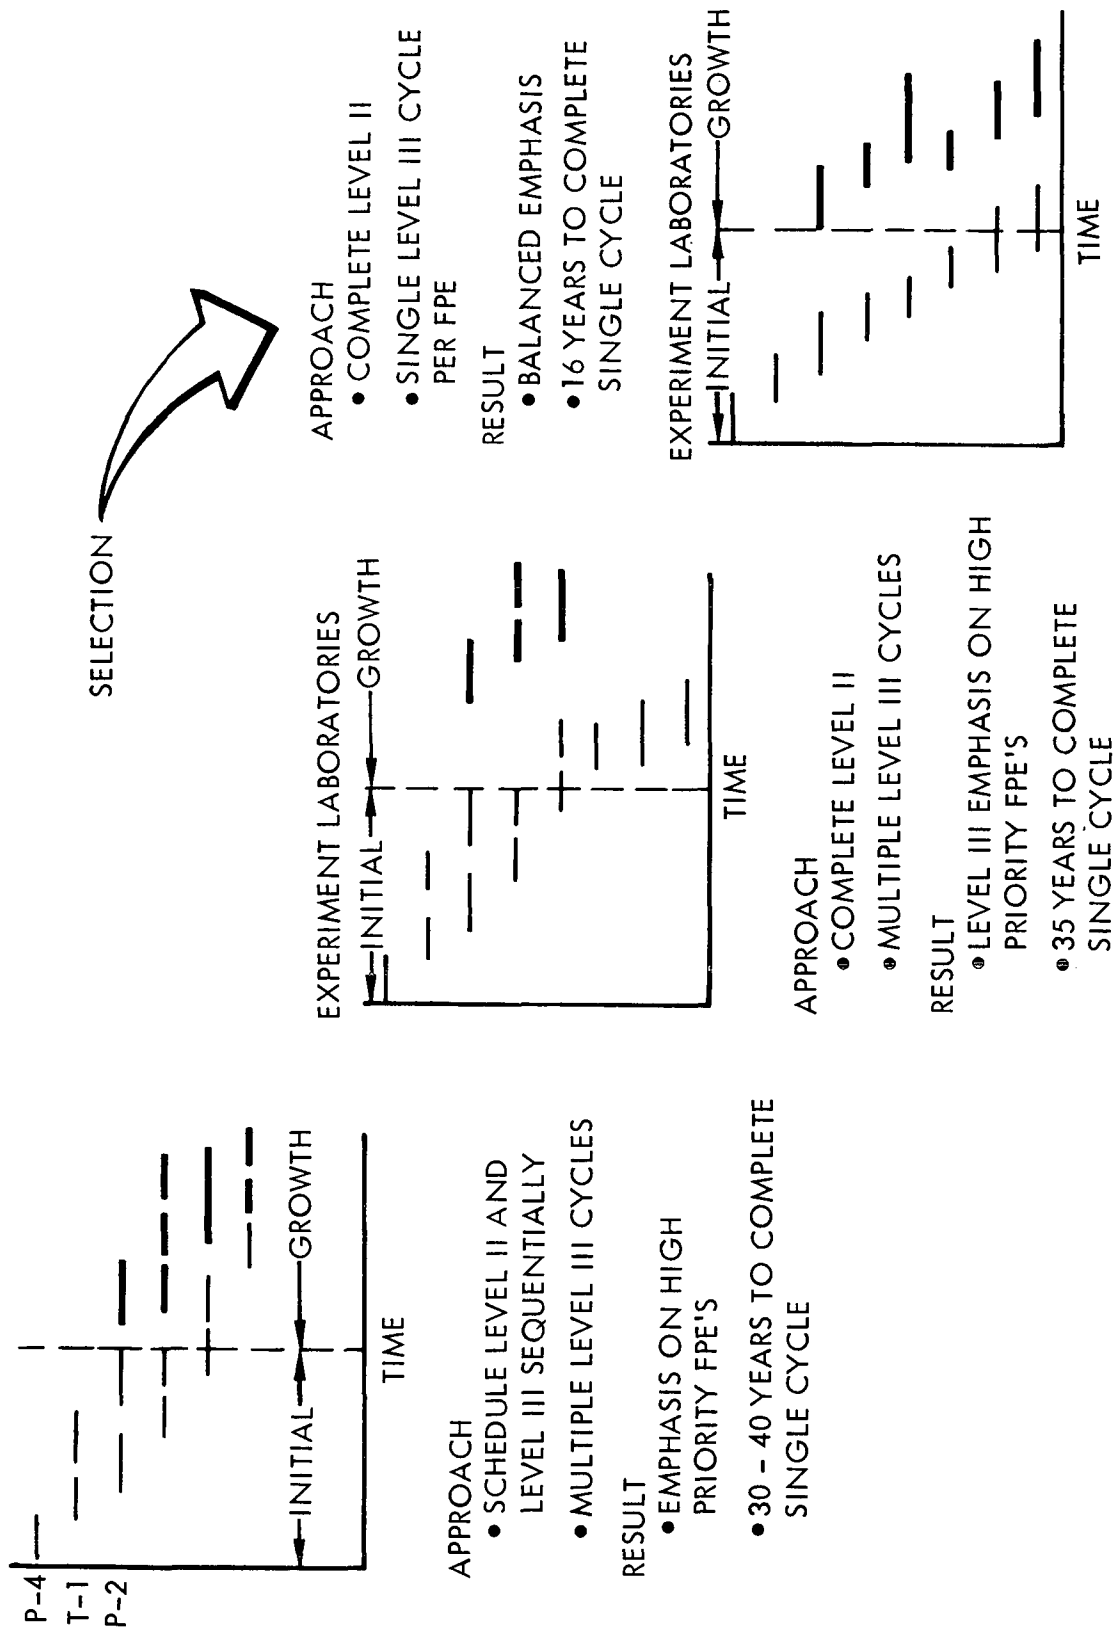 P-4
T-1
P-2
INITIAL
GROWTH
TIME
APPROACH
• SCHEDULE LEVEL II AND
LEVEL III SEQUENTIALLY
• MULTIPLE LEVEL III CYCLES
RESULT
• EMPHASIS ON HIGH
PRIORITY FPE'S
• 30 - 40 YEARS TO COMPLETE
SINGLE CYCLE
EXPERIMENT LABORATORIES
INITIAL
GROWTH
TIME
APPROACH
• COMPLETE LEVEL II
• MULTIPLE LEVEL III CYCLES
RESULT
• LEVEL III EMPHASIS ON HIGH
PRIORITY FPE'S
• 35 YEARS TO COMPLETE
SINGLE CYCLE
SELECTION
APPROACH
• COMPLETE LEVEL II
• SINGLE LEVEL III CYCLE
PER FPE
RESULT
• BALANCED EMPHASIS
• 16 YEARS TO COMPLETE
SINGLE CYCLE
EXPERIMENT LABORATORIES
INITIAL
GROWTH
TIME